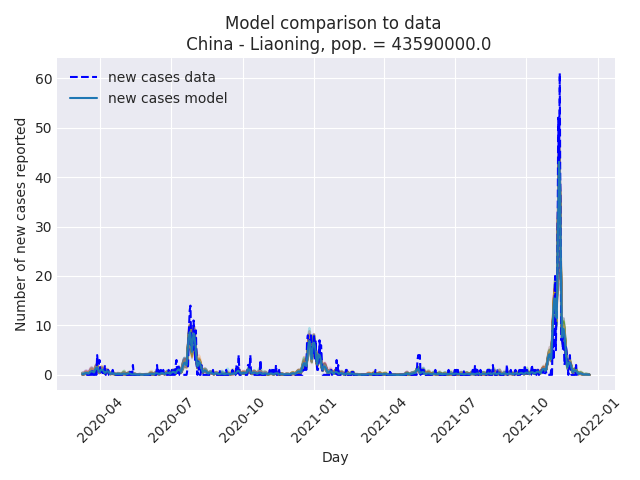 Model comparison to data
China - Liaoning, pop. = 43590000.0
new cases data
new cases model
Number of new cases reported
60
50
40
30
20
10
0
2020-04
2020-07
2020-10
2021-01
2021-04
2021-07
2021-10
2022-01
Day